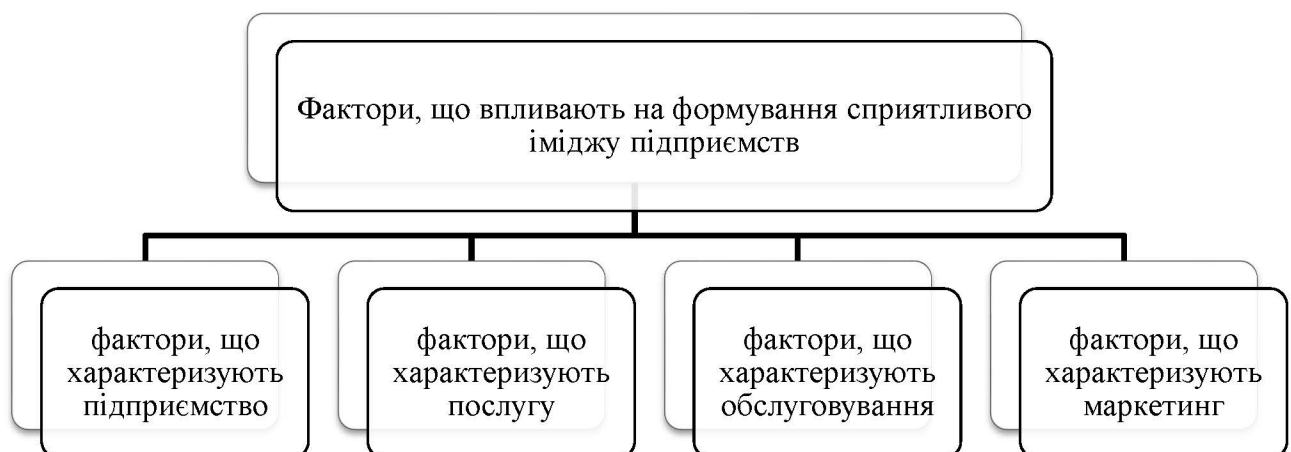 Фактори, що впливають на формування сприятливого
іміджу підприємств
фактори, що
характеризують
підприємство
фактори, що
характеризують
послугу
фактори, що
характеризують
обслуговування
фактори, що
характеризують
маркетинг